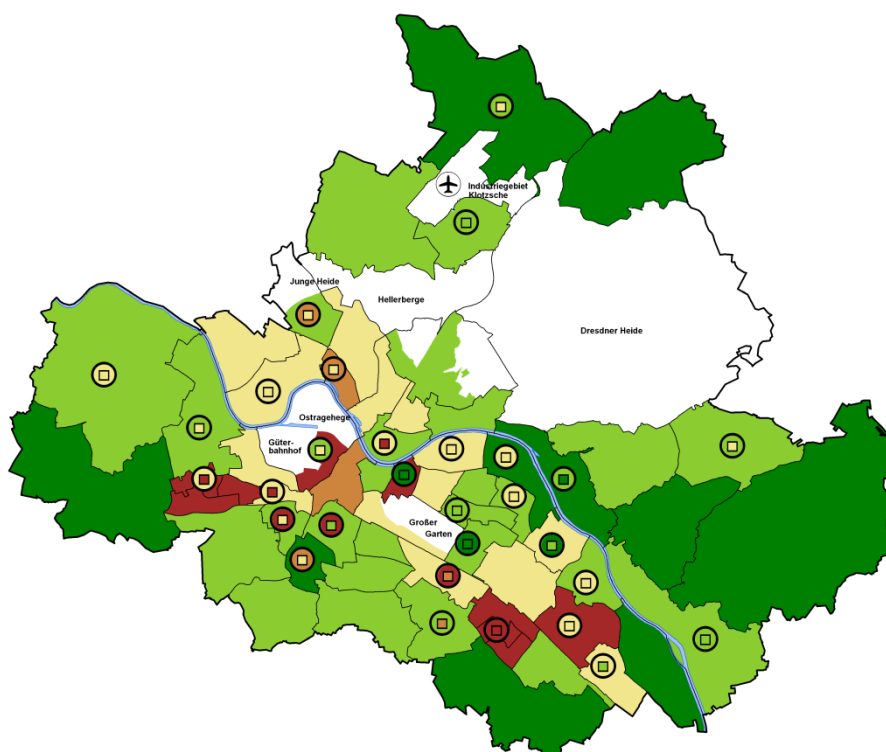 Industriegebiet
Klotzsche
Junge Heide
Hellerberge
Dresdner Heide
Ostragehege
Güter-
bahnhof
Großer
Garten